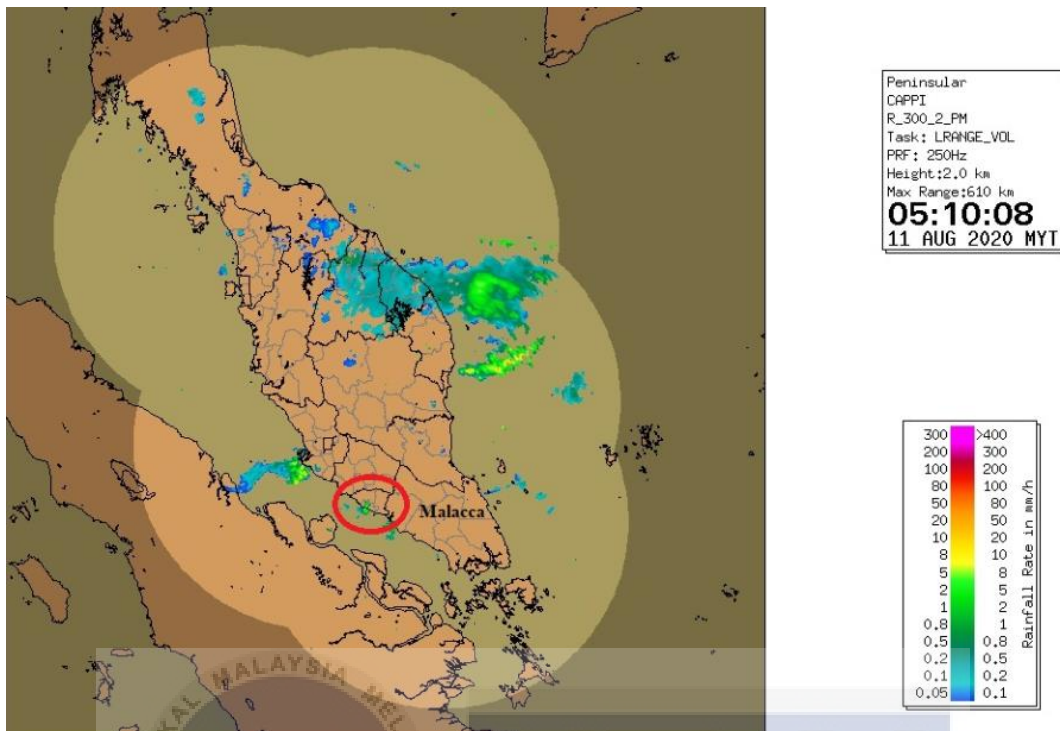 Peninsular
CAPPI
R_300_2_PM
Task: LRANGE_VOL
PRF: 250Hz
Height:2.0 km
Max Range:610 km
05:10:08
11 AUG 2020 MYT
Malacca
300 >400
200 300
100 200
80 100
50 80
20 50
10 20
8 10
5 8
2 5
1 2
0.8 1
0.5 0.8
0.2 0.5
0.1 0.2
0.05 0.1
Rainfall Rate in mm/h
KAL MALAYSIA MEL